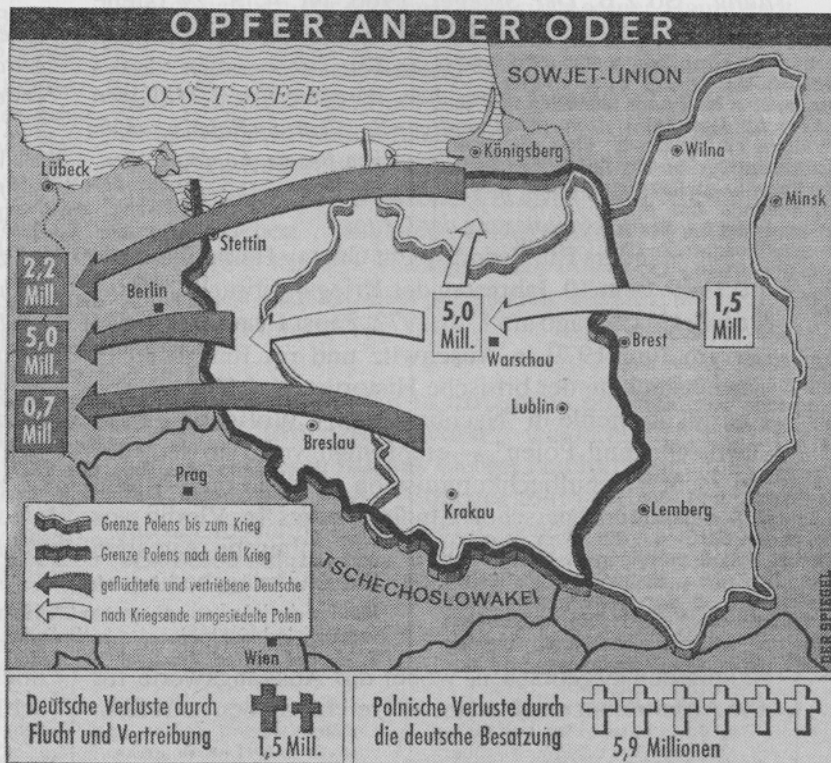 OPFER AN DER ODER
OSTSEE
SOWJET-UNION
Königsberg
Wilna
Lübeck
Minsk
Stettin
2,2
Mill.
Berlin
5,0
Mill.
1,5
Mill.
5,0
Mill.
Warschau
Brest
0,7
Mill.
Lublin
Breslau
Prag
Krakau
Lemberg
Grenze Polens bis zum Krieg
Grenze Polens nach dem Krieg
geflüchtete und vertriebene Deutsche
nach Kriegsende umgesiedelte Polen
TSCHECHOSLOWAKEI
Wien
DER SPIEGEL
Deutsche Verluste durch
Flucht und Vertreibung
1,5 Mill.
Polnische Verluste durch
die deutsche Besatzung
5,9 Millionen